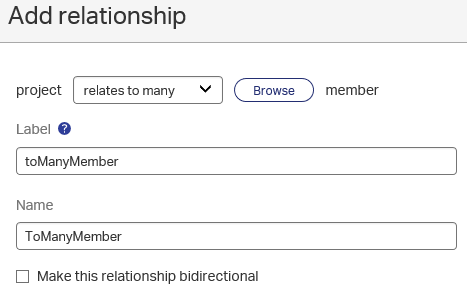 Add relationship
project relates to many Browse member
Label ?
toManyMember
Name
ToManyMember
Make this relationship bidirectional